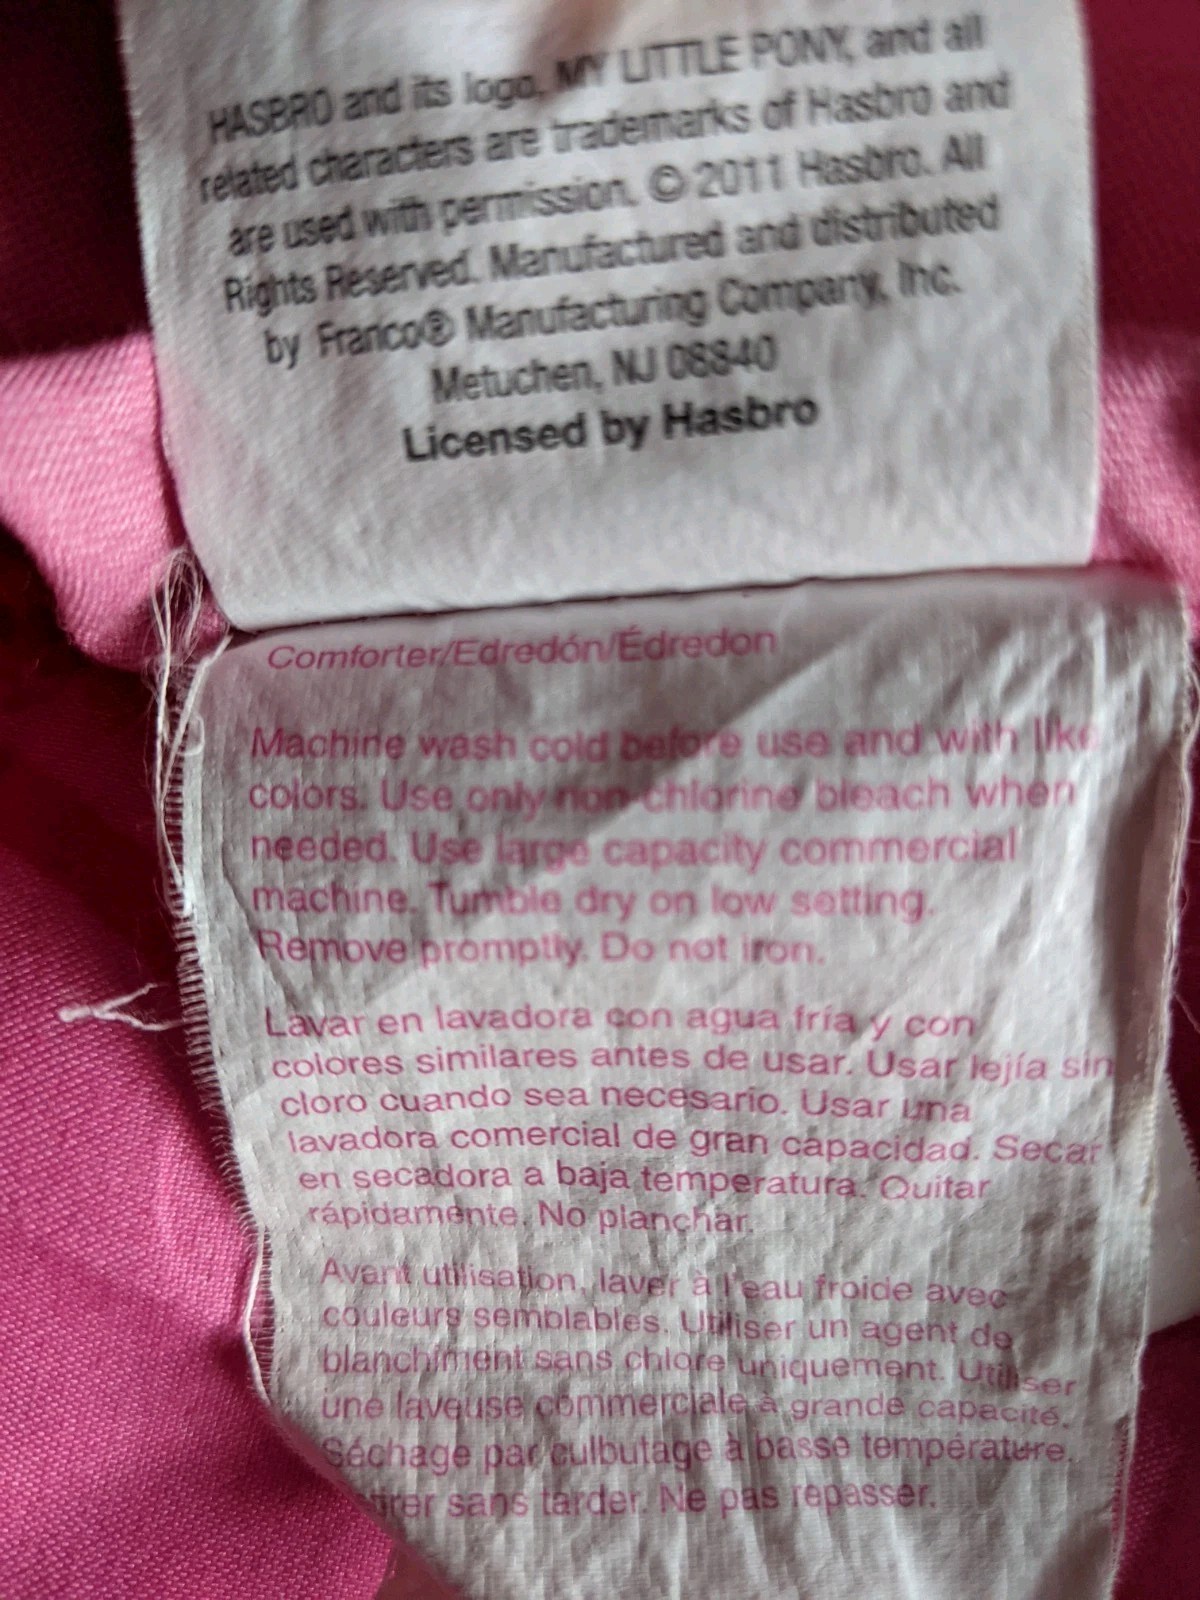 HASBRO and its logo, MY LITTLE PONY, and all
related characters are trademarks of Hasbro and
are used with permission. © 2011 Hasbro. All
Rights Reserved. Manufactured and distributed
by Franco® Manufacturing Company, Inc.
Metuchen, NJ 08840
Licensed by Hasbro
Comforter/Edredón/Édredon
Machine wash cold before use and with like
colors. Use only non-chlorine bleach when
needed. Use large capacity commercial
machine. Tumble dry on low setting.
Remove promptly. Do not iron.
Lavar en lavadora con agua fría y con
colores similares antes de usar. Usar lejía sin
cloro cuando sea necesario. Usar una
lavadora comercial de gran capacidad. Secar
en secadora a baja temperatura. Quitar
rápidamente. No planchar.
Avant utilisation, laver à l'eau froide avec
couleurs semblables. Utiliser un agent de
blanchiment sans chlore uniquement. Utiliser
une laveuse commerciale à grande capacité.
Séchage par culbutage à basse température.
sans tarder. Ne pas repasser.